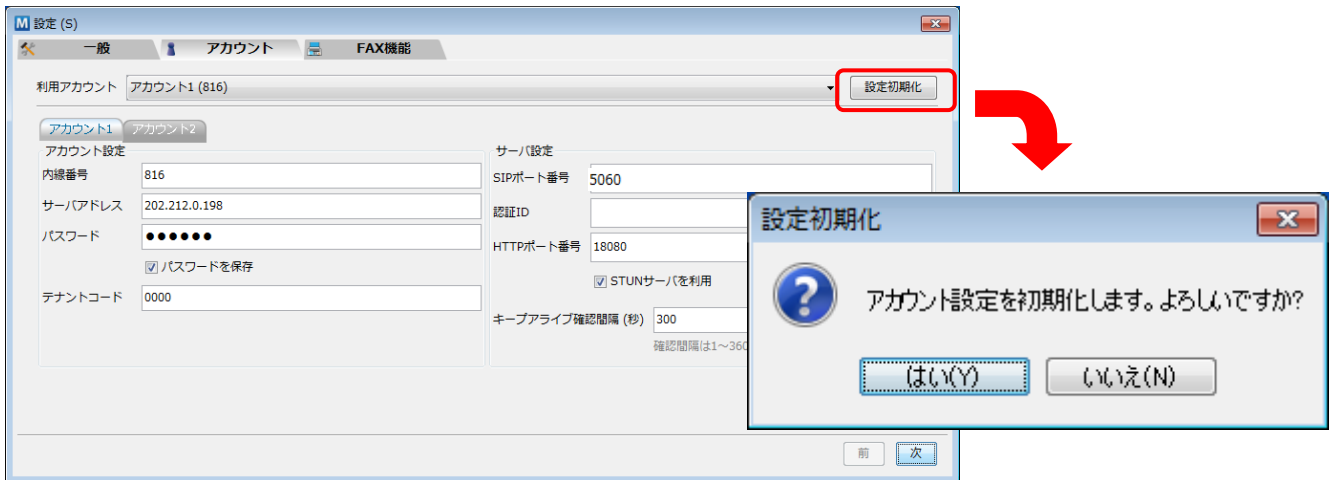 M 設定 (S)
一般 アカウント FAX機能
利用アカウント アカウント1 (816) 設定初期化
アカウント1 アカウント2
アカウント設定
内線番号 816
サーバアドレス 202.212.0.198
パスワード ●●●●●●
パスワードを保存
テナントコード 0000
サーバ設定
SIPポート番号 5060
認証ID
HTTPポート番号 18080
STUNサーバを利用
キープアライブ確認間隔 (秒) 300
確認間隔は1～360
前 次
設定初期化
アカウント設定を初期化します。よろしいですか?
はい(Y) いいえ(N)